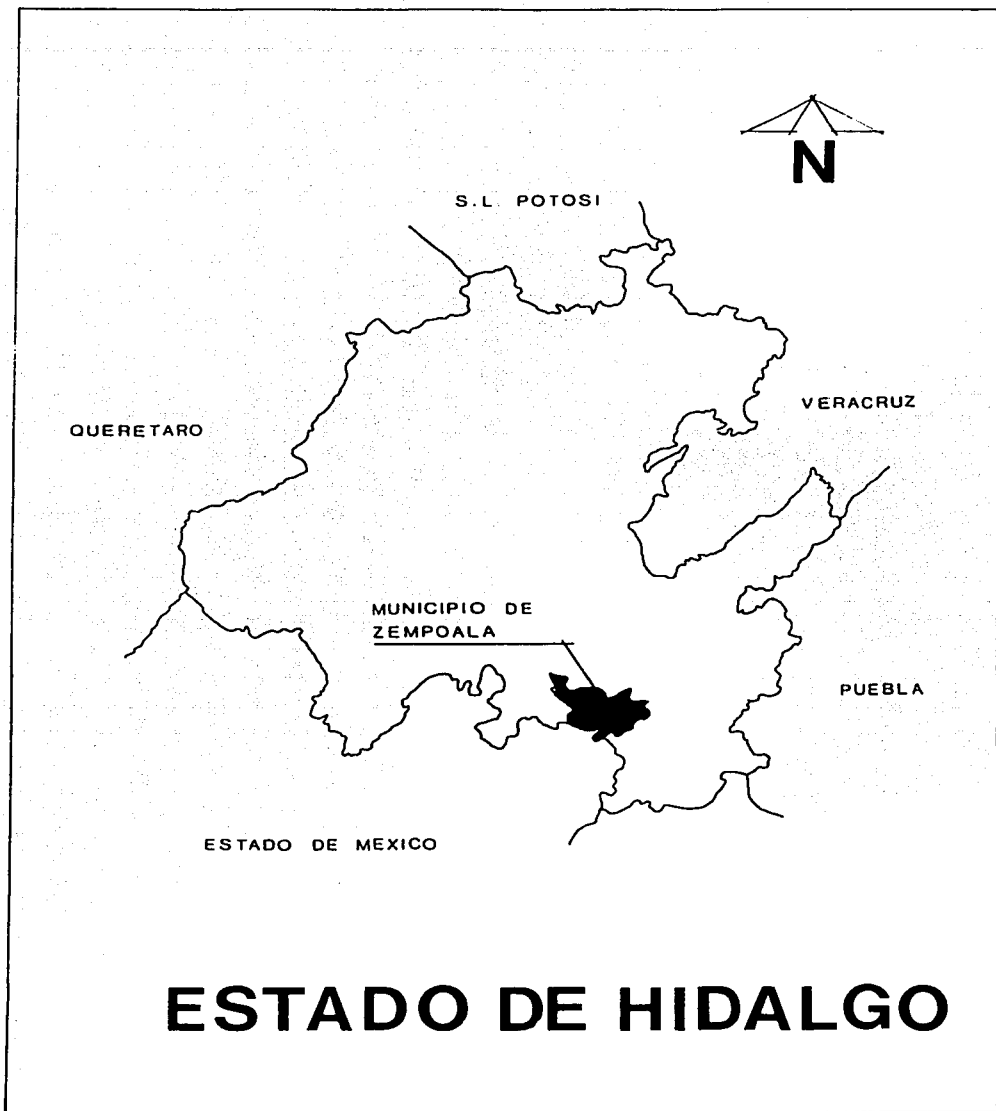 N
S.L. POTOSI
VERACRUZ
QUERETARO
MUNICIPIO DE
ZEMPOALA
PUEBLA
ESTADO DE MEXICO
ESTADO DE HIDALGO